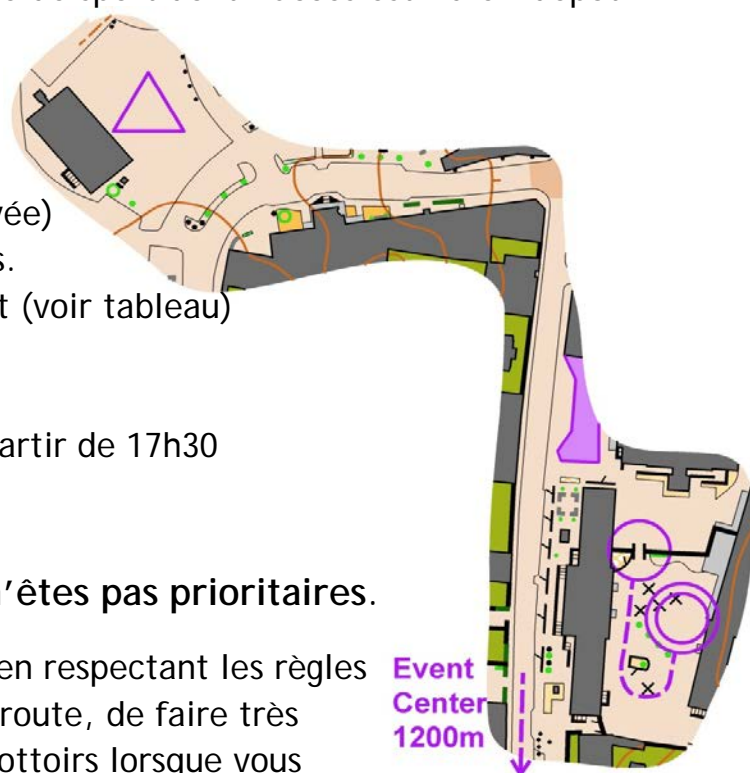 vée)
s.
t (voir tableau)
artir de 17h30
n'êtes pas prioritaires.
en respectant les règles
route, de faire très
ottoirs lorsque vous
Event
Center
1200m